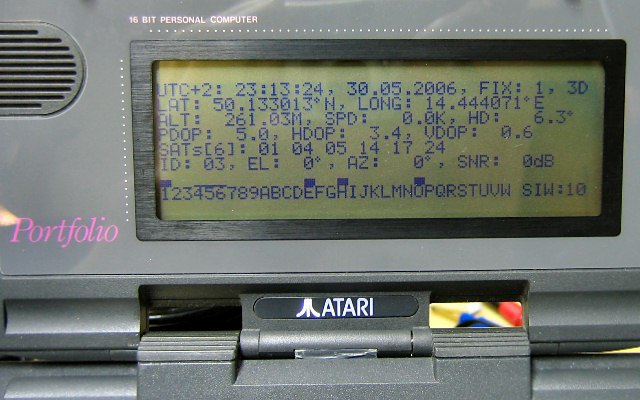 16 BIT PERSONAL COMPUTER
UTC+2: 23:13:24, 30.05.2006, FIX: 1, 3D
LAT: 50.133013°N, LONG: 14.444071°E
ALT: 261.03M, SPD: 0.0K, HD: 6.3°
PDOP: 5.0, HDOP: 3.4, VDOP: 0.6
SATs[6]: 01 04 05 14 17 24
ID: 03, EL: 0°, AZ: 0°, SNR: 0dB
123456789ABCDEFGHIJKLMNOPQRSTUVW SIW:10
Portfolio
ATARI